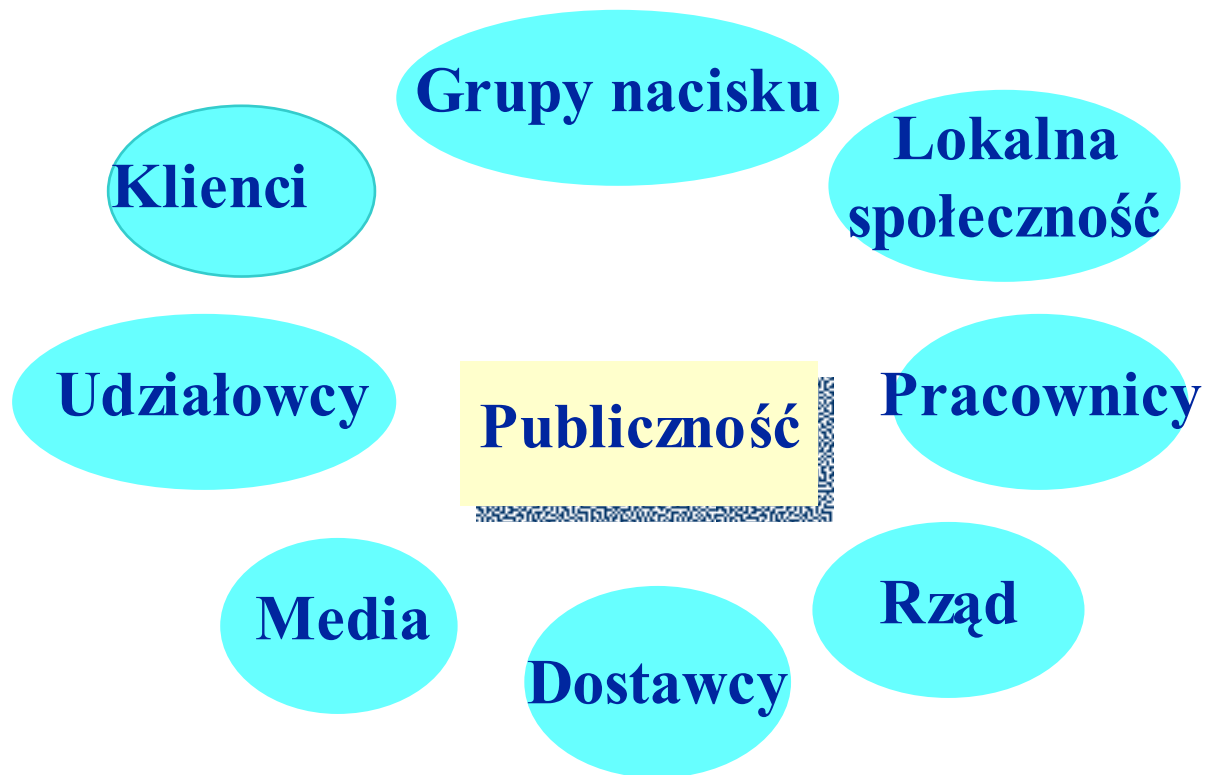 Grupy nacisku
Klienci
Lokalna
społeczność
Udziałowcy
Publiczność
Pracownicy
Media
Rząd
Dostawcy